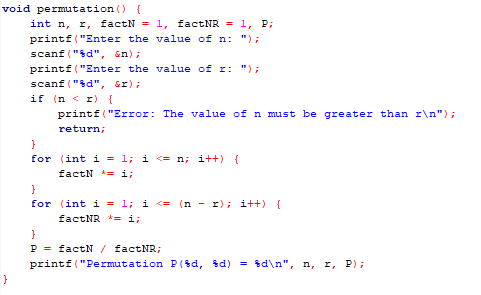 void permutation() {
    int n, r, factN = 1, factNR = 1, P;
    printf("Enter the value of n: ");
    scanf("%d", &n);
    printf("Enter the value of r: ");
    scanf("%d", &r);
    if (n < r) {
        printf("Error: The value of n must be greater than r\n");
        return;
    }
    for (int i = 1; i <= n; i++) {
        factN *= i;
    }
    for (int i = 1; i <= (n - r); i++) {
        factNR *= i;
    }
    P = factN / factNR;
    printf("Permutation P(%d, %d) = %d\n", n, r, P);
}